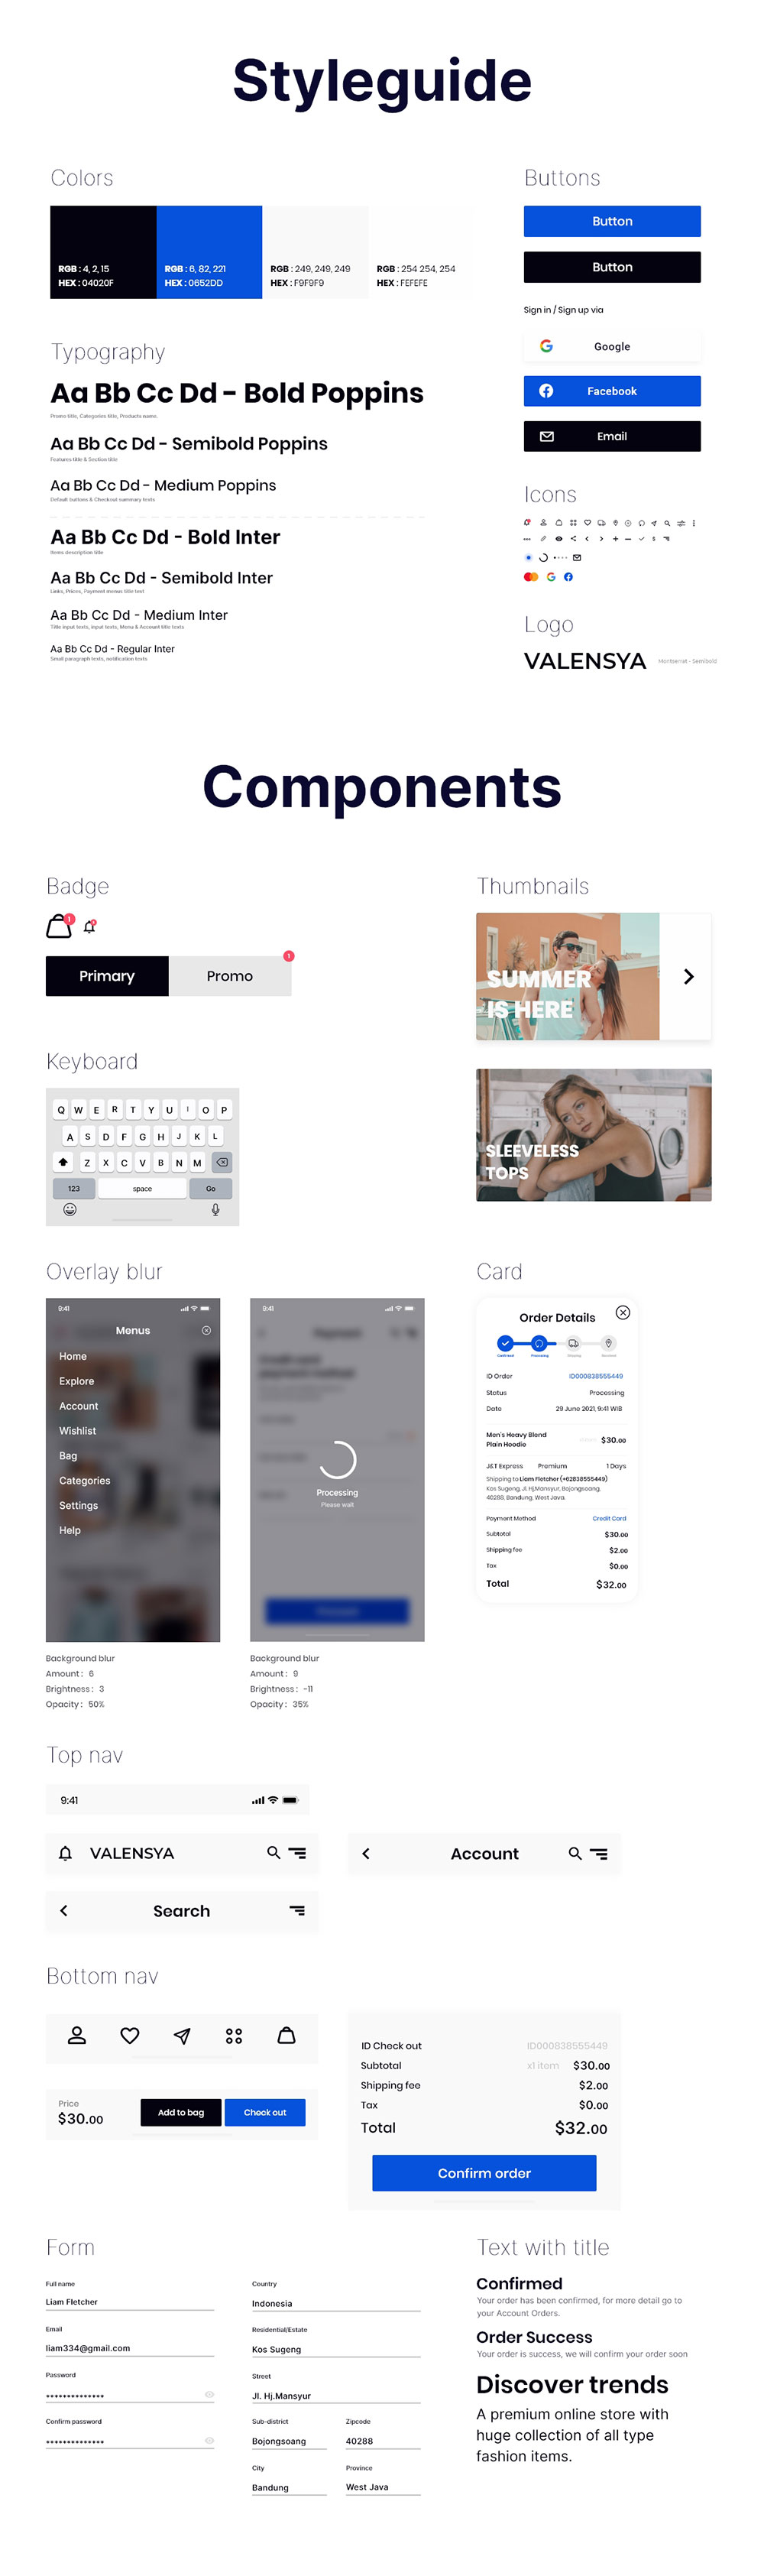 Styleguide
Colors
RGB : 4, 2, 15
HEX : 04020F
RGB : 6, 82, 221
HEX : 0652DD
RGB : 249, 249, 249
HEX : F9F9F9
RGB : 254 254, 254
HEX : FEFEFE
Typography
Aa Bb Cc Dd - Bold Poppins
Promo title, Categories title, Products name.
Aa Bb Cc Dd - Semibold Poppins
Features title & Section title
Aa Bb Cc Dd - Medium Poppins
Default buttons & Checkout summary texts
Aa Bb Cc Dd - Bold Inter
Items description title
Aa Bb Cc Dd - Semibold Inter
Links, Prices, Payment menus title text
Aa Bb Cc Dd - Medium Inter
Title input texts, input texts, Menu & Account title texts
Aa Bb Cc Dd - Regular Inter
Small paragraph texts, notification texts
Buttons
Button
Button
Sign in / Sign up via
Google
Facebook
Email
Icons
Logo
VALENSYA
Montserrat - Semibold
Components
Badge
1
Primary
Promo
1
Keyboard
Q W E R T Y U I O P
A S D F G H J K L
Z X C V B N M
123 space Go
Thumbnails
SUMMER
IS HERE
SLEEVELESS
TOPS
Overlay blur
9:41
Menus
Home
Explore
Account
Wishlist
Bag
Categories
Settings
Help
Background blur
Amount : 6
Brightness : 3
Opacity : 50%
9:41
Processing
Please wait
Background blur
Amount : 9
Brightness : -11
Opacity : 35%
Card
Order Details
Processing
ID Order ID000838555449
Status Processing
Date 29 June 2021, 9:41 WIB
Men's Heavy Blend
Plain Hoodie
$30.00
J&T Express Premium 1 Days
Shipping to Liam Fletcher (+62838555449)
Kos Sugeng, Jl. Hj.Mansyur, Bojongsoang,
40288, Bandung, West Java.
Payment Method Credit Card
Subtotal $30.00
Shipping fee $2.00
Tax $0.00
Total $32.00
Top nav
9:41
VALENSYA
Account
Search
Bottom nav
Price
$30.00
Add to bag
Check out
ID Check out ID000838555449
Subtotal x1 item $30.00
Shipping fee $2.00
Tax $0.00
Total $32.00
Confirm order
Form
Full name
Liam Fletcher
Email
liam334@gmail.com
Password
Confirm password
Country
Indonesia
Residential/Estate
Kos Sugeng
Street
Jl. Hj.Mansyur
Sub-district Zipcode
Bojongsoang 40288
City Province
Bandung West Java
Text with title
Confirmed
Your order has been confirmed, for more detail go to
your Account Orders.
Order Success
Your order is success, we will confirm your order soon
Discover trends
A premium online store with
huge collection of all type
fashion items.